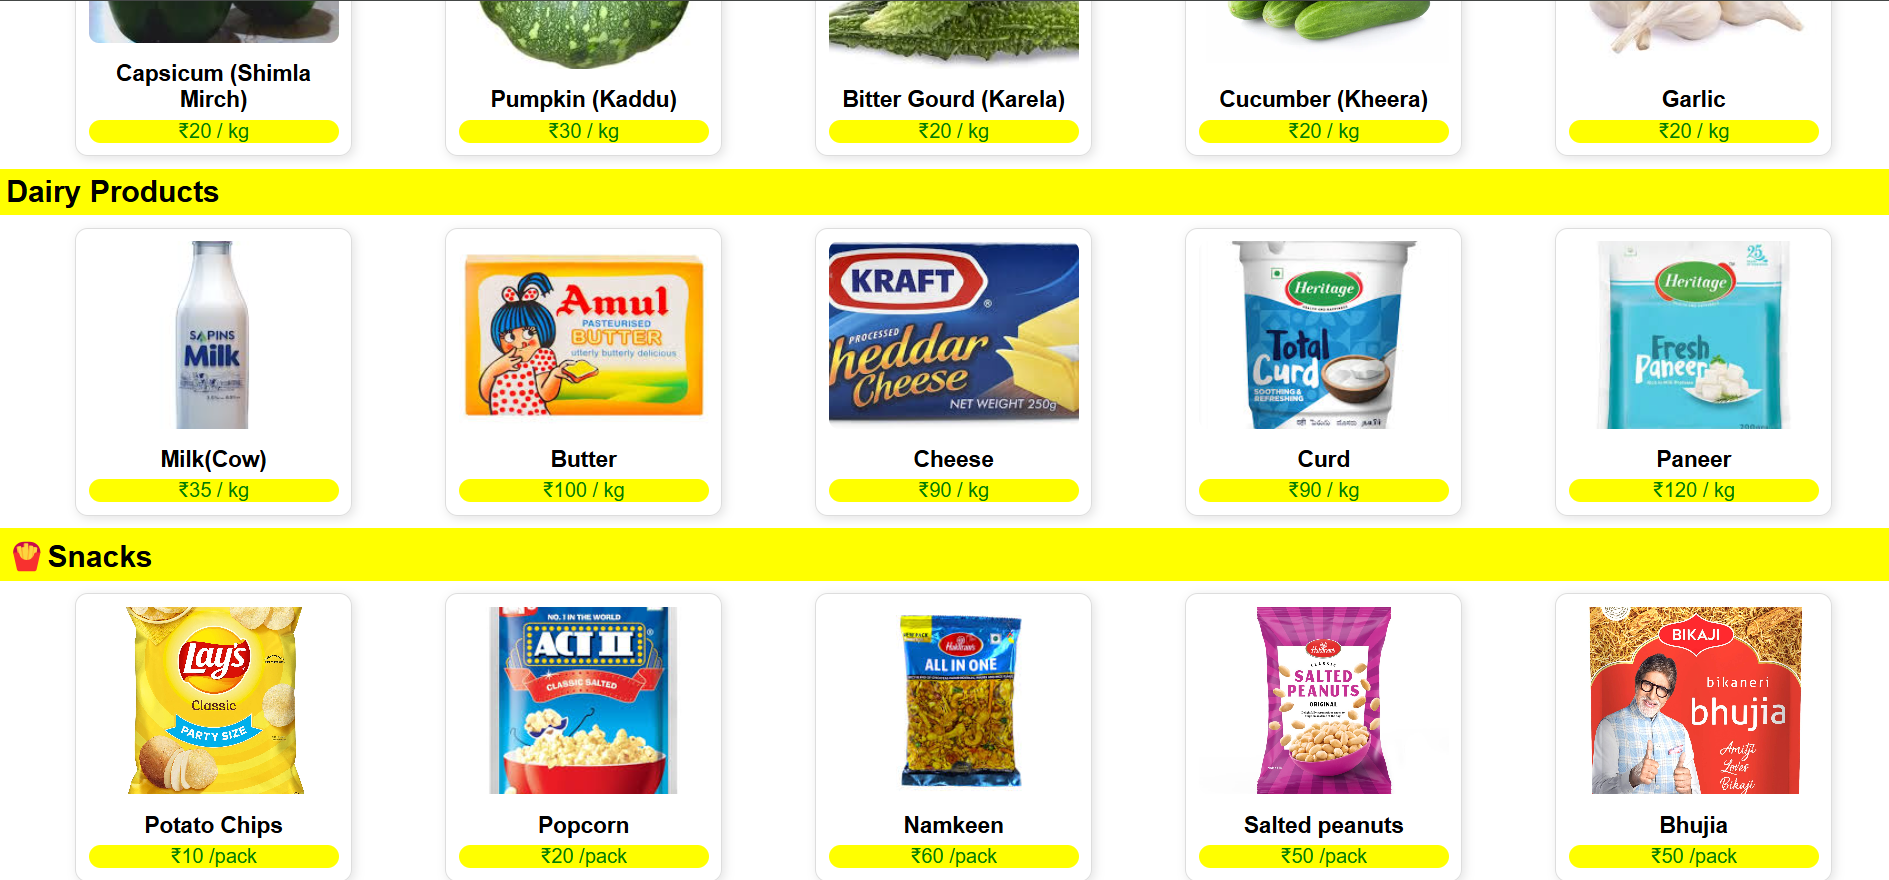 Capsicum (Shimla
Mirch)
₹20 / kg
Pumpkin (Kaddu)
₹30 / kg
Bitter Gourd (Karela)
₹20 / kg
Cucumber (Kheera)
₹20 / kg
Garlic
₹20 / kg
Dairy Products
SAPINS
Milk
Milk(Cow)
₹35 / kg
Amul
PASTEURISED
BUTTER
utterly butterly delicious
Butter
₹100 / kg
KRAFT
®
PROCESSED
heddar
Cheese
NET WEIGHT 250g
Cheese
₹90 / kg
Heritage
Total
Curd
SOOTHING &
REFRESHING
Curd
₹90 / kg
25
Heritage
Fresh
Paneer
Paneer
₹120 / kg
Snacks
Lay's
Classic
PARTY SIZE
Potato Chips
₹10 /pack
NO. 1 IN THE WORLD
ACT II
®
CLASSIC SALTED
Popcorn
₹20 /pack
Haldiram's
ALL IN ONE
Namkeen
₹60 /pack
Haldiram's
CLASSIC
SALTED
PEANUTS
ORIGINAL
Salted peanuts
₹50 /pack
BIKAJI
bikaneri
bhujia
Amitji
Loves
Bikaji
Bhujia
₹50 /pack